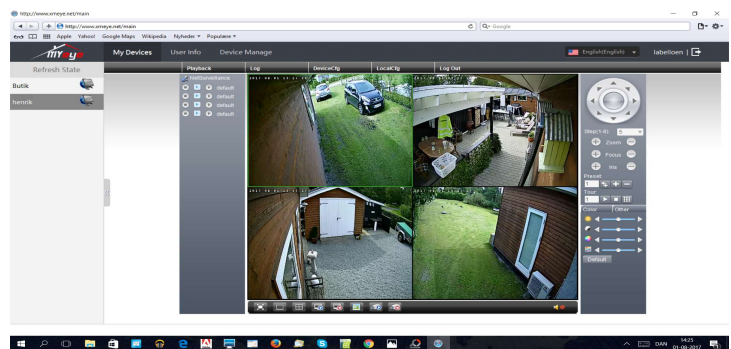 http://www.xmeye.net/main
http://www.xmeye.net/main
Google
Apple Yahoo! Google Maps Wikipedia Nyheder Populære
My Devices User Info Device Manage English(English) labelloen
Refresh State
Butik
henrik
Playback Log DeviceCfg LocalCfg Log Out
NetSurveillance
default
default
default
default
Step(1-8): 5
Zoom
Focus
Iris
Preset
1
Tour
1
Color Other
Default
DAN
14:25
01-08-2017